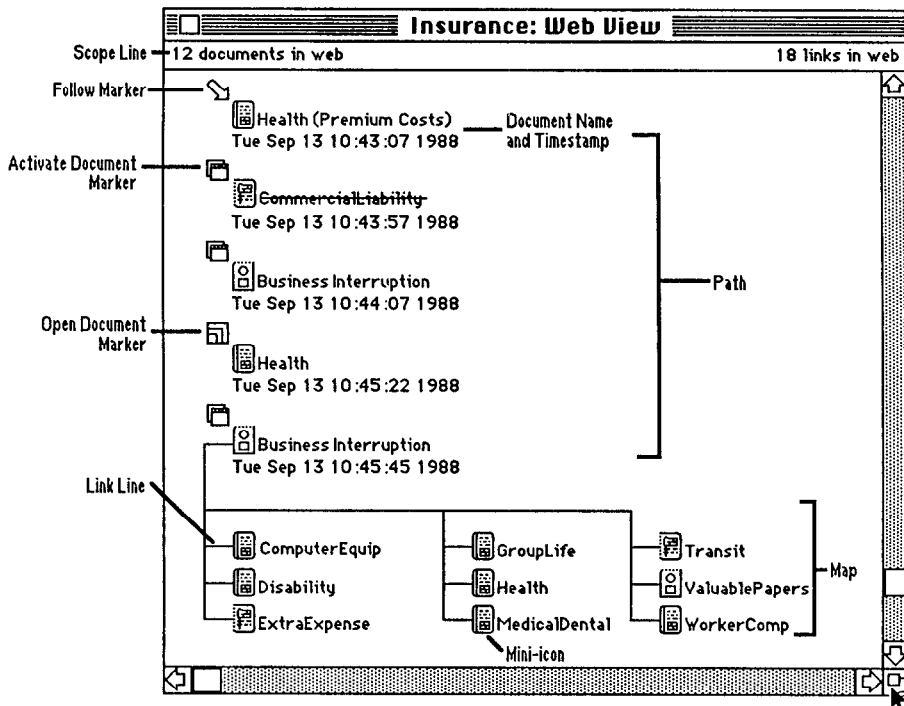 Insurance: Web View
Scope Line
12 documents in web
18 links in web
Follow Marker
Health (Premium Costs)
Tue Sep 13 10:43:07 1988
Document Name
and Timestamp
Activate Document
Marker
CommercialLiability
Tue Sep 13 10:43:57 1988
Business Interruption
Tue Sep 13 10:44:07 1988
Path
Open Document
Marker
Health
Tue Sep 13 10:45:22 1988
Business Interruption
Tue Sep 13 10:45:45 1988
Link Line
ComputerEquip
GroupLife
Transit
Map
Disability
Health
ValuablePapers
ExtraExpense
MedicalDental
WorkerComp
Mini-icon